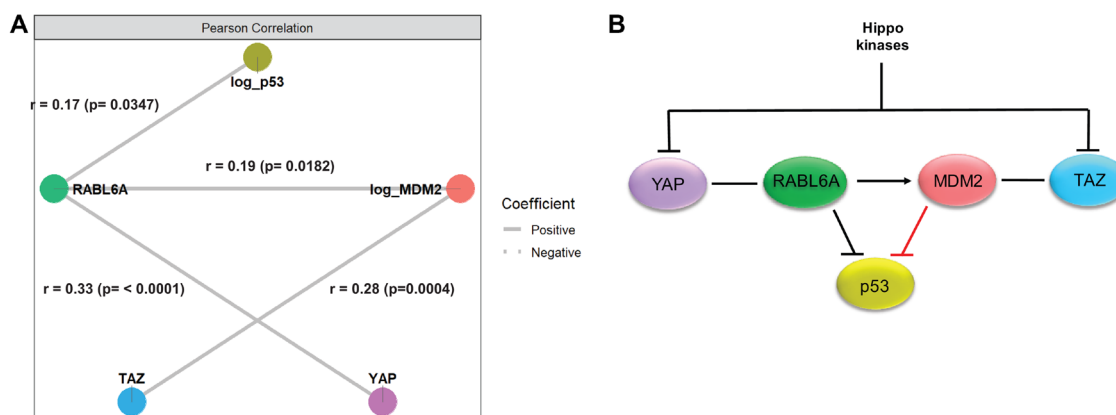 A
Pearson Correlation
log_p53
r = 0.17 (p= 0.0347)
r = 0.19 (p= 0.0182)
RABL6A
log_MDM2
Coefficient
Positive
Negative
r = 0.33 (p= < 0.0001)
r = 0.28 (p=0.0004)
TAZ
YAP
B
Hippo
kinases
YAP
RABL6A
MDM2
TAZ
p53